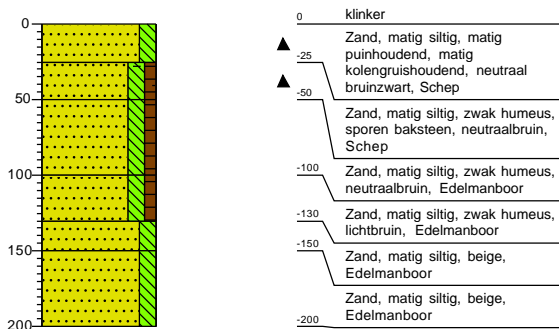 0
50
100
150
200
0
klinker
Zand, matig siltig, matig
puinhoudend, matig
kolengruishoudend, neutraal
bruinzwart, Schep
-25
Zand, matig siltig, zwak humeus,
sporen baksteen, neutraalbruin,
Schep
-50
Zand, matig siltig, zwak humeus,
neutraalbruin, Edelmanboor
-100
Zand, matig siltig, zwak humeus,
lichtbruin, Edelmanboor
-130
Zand, matig siltig, beige,
Edelmanboor
-150
Zand, matig siltig, beige,
Edelmanboor
-200